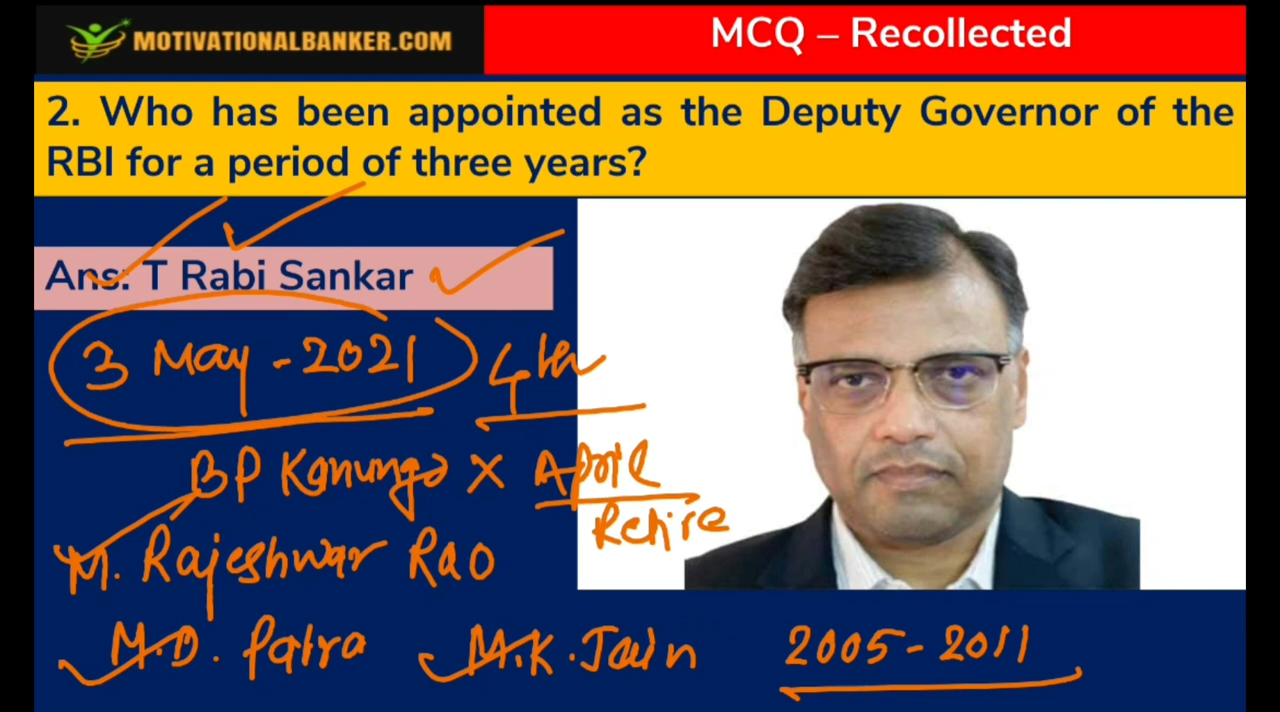 MOTIVATIONALBANKER.COM
MCQ – Recollected
2. Who has been appointed as the Deputy Governor of the
RBI for a period of three years?
Ans: T Rabi Sankar
3 May - 2021 4th
BP Kanungo X April
Retire
M. Rajeshwar Rao
M.D. Patra M.K. Jain 2005 - 2011